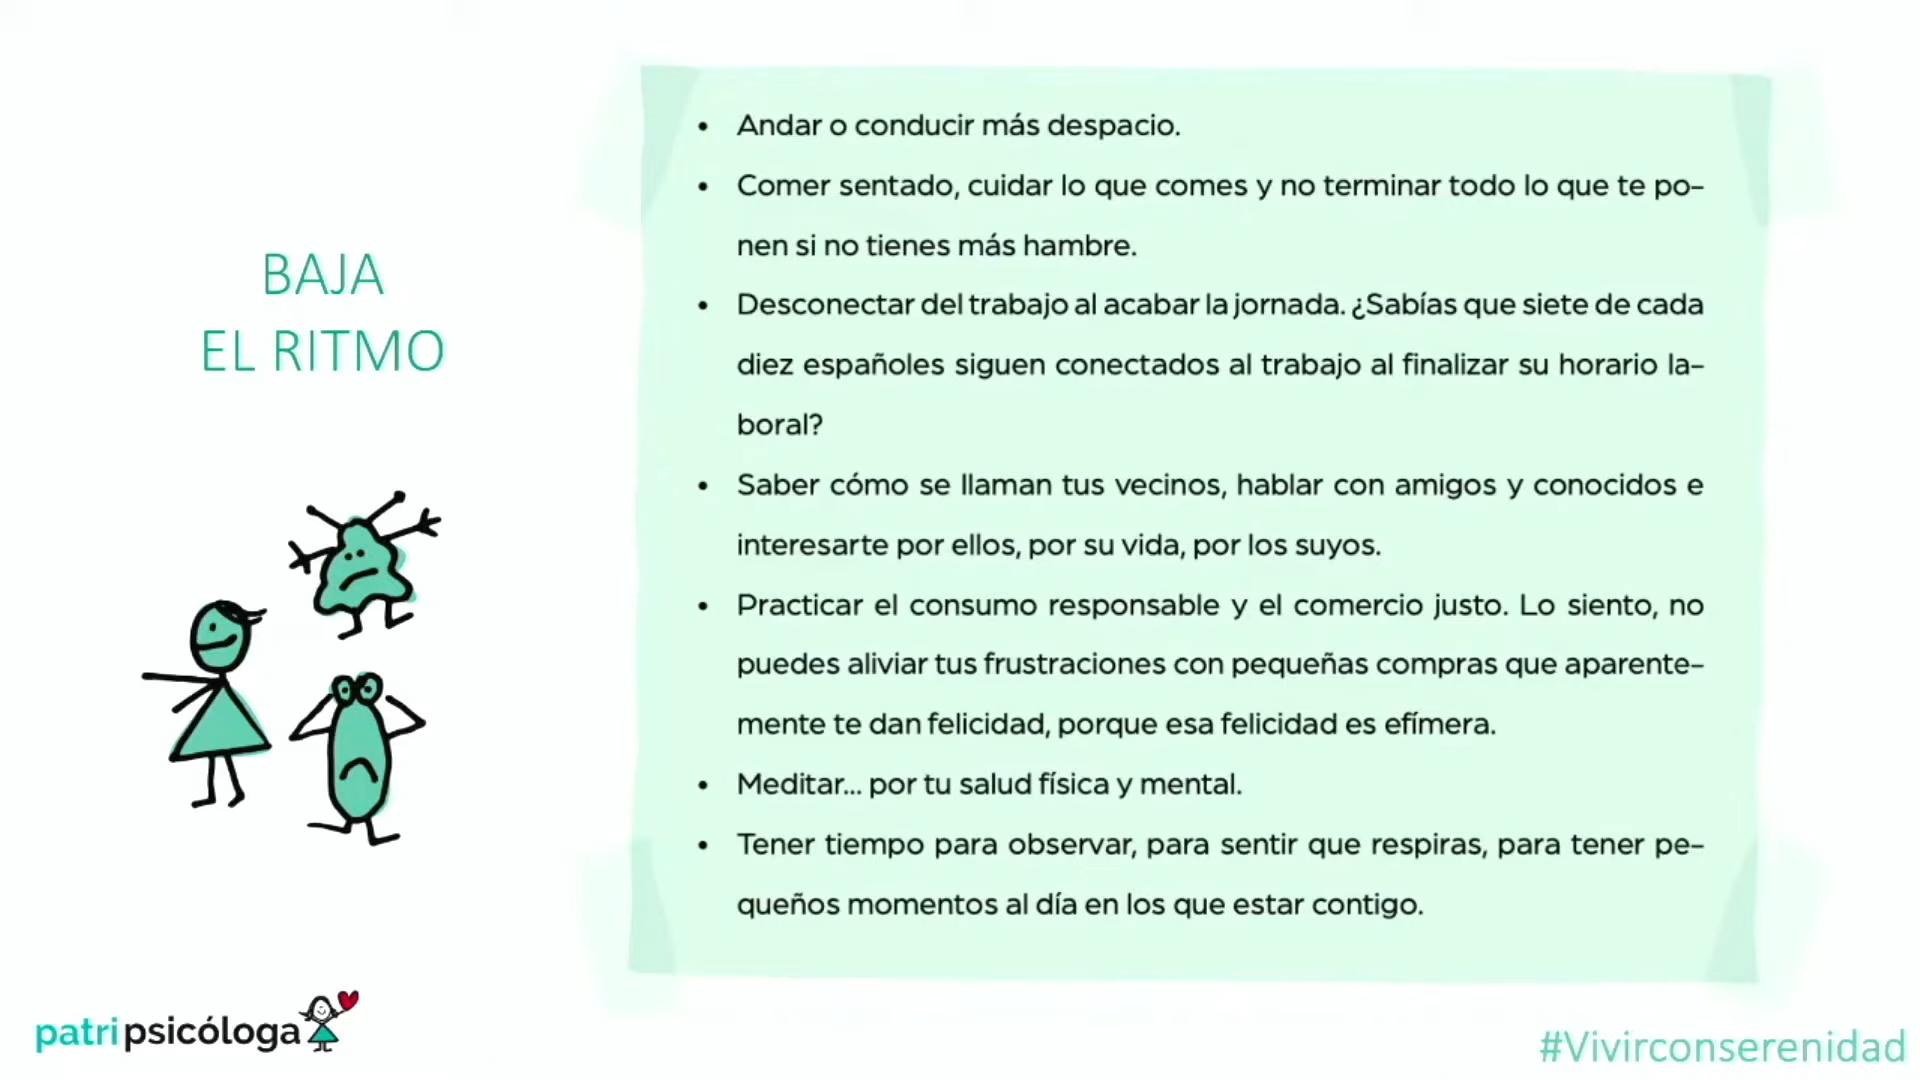 BAJA
EL RITMO
• Andar o conducir más despacio.
• Comer sentado, cuidar lo que comes y no terminar todo lo que te po-
nen si no tienes más hambre.
• Desconectar del trabajo al acabar la jornada. ¿Sabías que siete de cada
diez españoles siguen conectados al trabajo al finalizar su horario la-
boral?
• Saber cómo se llaman tus vecinos, hablar con amigos y conocidos e
interesarte por ellos, por su vida, por los suyos.
• Practicar el consumo responsable y el comercio justo. Lo siento, no
puedes aliviar tus frustraciones con pequeñas compras que aparente-
mente te dan felicidad, porque esa felicidad es efímera.
• Meditar... por tu salud física y mental.
• Tener tiempo para observar, para sentir que respiras, para tener pe-
queños momentos al día en los que estar contigo.
patripsicóloga
#Vivirconserenidad